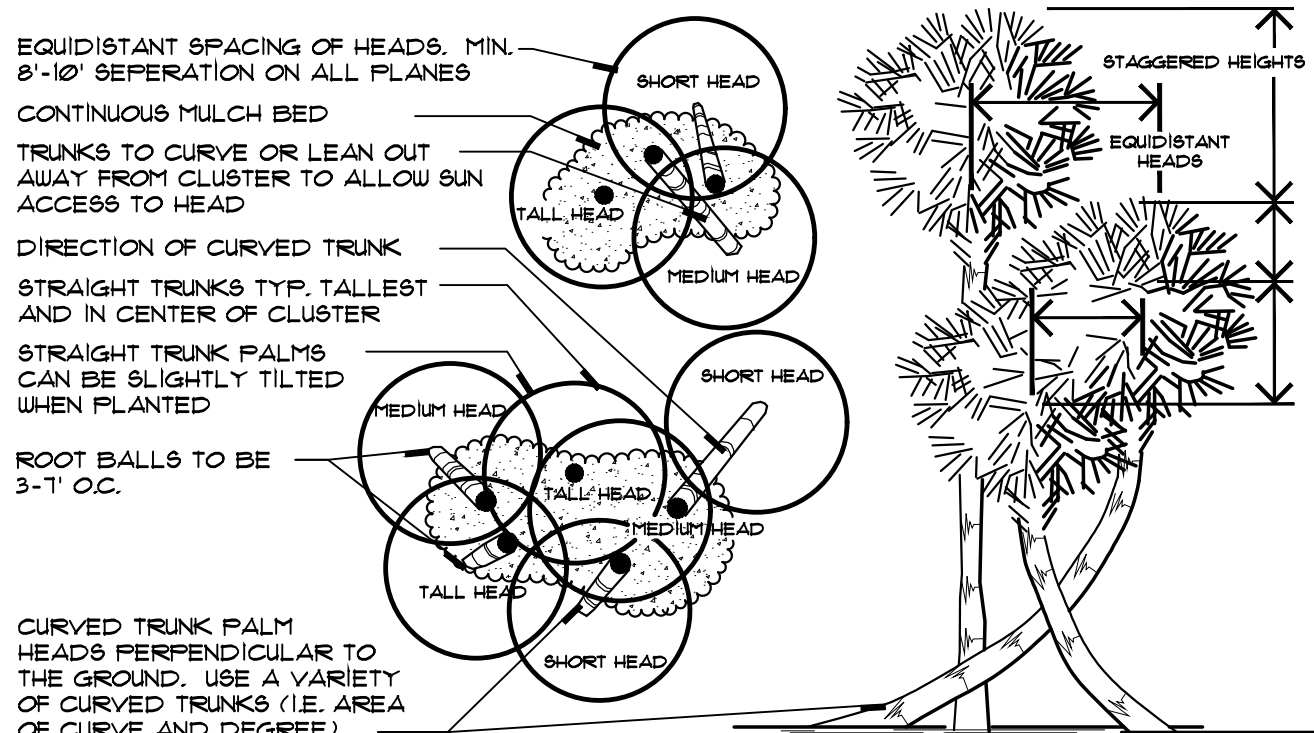 EQUIDISTANT SPACING OF HEADS. MIN.
8'-10' SEPERATION ON ALL PLANES
CONTINUOUS MULCH BED
TRUNKS TO CURVE OR LEAN OUT
AWAY FROM CLUSTER TO ALLOW SUN
ACCESS TO HEAD
DIRECTION OF CURVED TRUNK
STRAIGHT TRUNKS TYP. TALLEST
AND IN CENTER OF CLUSTER
STRAIGHT TRUNK PALMS
CAN BE SLIGHTLY TILTED
WHEN PLANTED
ROOT BALLS TO BE
3-7' O.C.
CURVED TRUNK PALM
HEADS PERPENDICULAR TO
THE GROUND. USE A VARIETY
OF CURVED TRUNKS (I.E. AREA
OF CURVE AND DEGREE)
SHORT HEAD
TALL HEAD
MEDIUM HEAD
SHORT HEAD
MEDIUM HEAD
TALL HEAD
MEDIUM HEAD
TALL HEAD
SHORT HEAD
STAGGERED HEIGHTS
EQUIDISTANT
HEADS